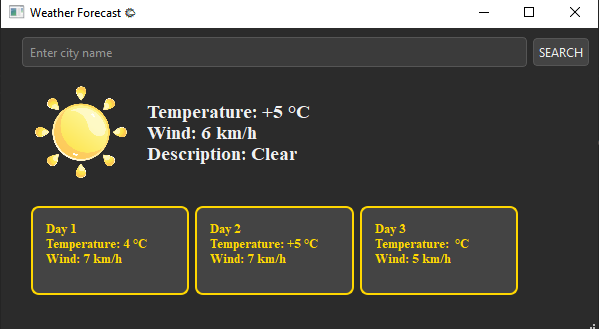 Weather Forecast
Enter city name
SEARCH
Temperature: +5 °C
Wind: 6 km/h
Description: Clear
Day 1
Temperature: 4 °C
Wind: 7 km/h
Day 2
Temperature: +5 °C
Wind: 7 km/h
Day 3
Temperature:  °C
Wind: 5 km/h